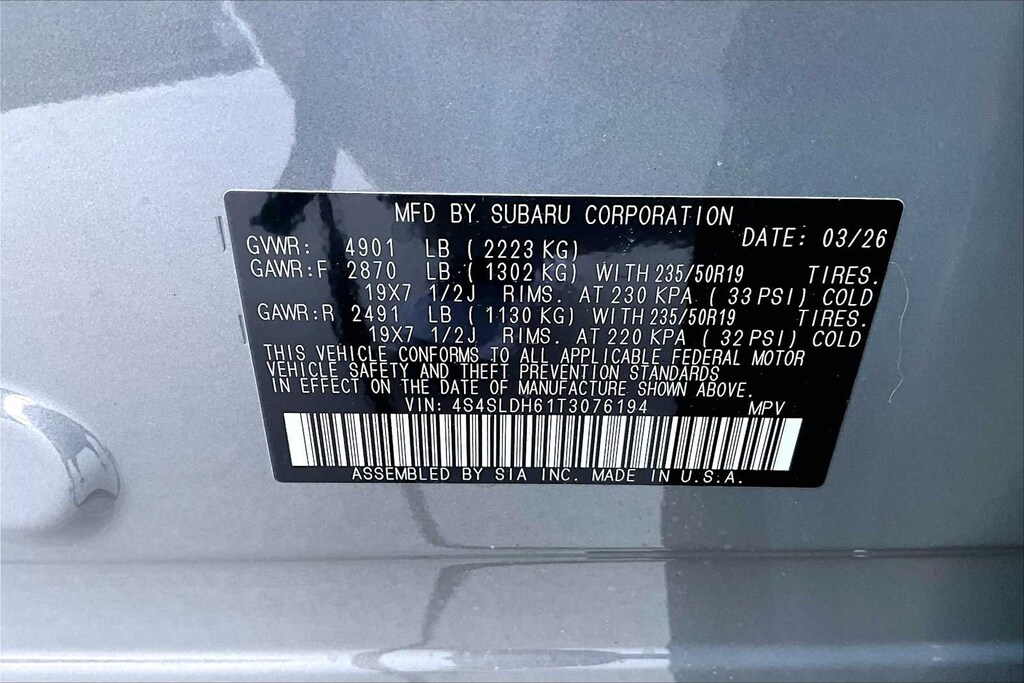 MFD BY SUBARU CORPORATION
DATE: 03/26
GVWR: 4901 LB ( 2223 KG)
GAWR:F 2870 LB ( 1302 KG) WITH 235/50R19 TIRES.
19X7 1/2J RIMS. AT 230 KPA ( 33 PSI) COLD
GAWR:R 2491 LB ( 1130 KG) WITH 235/50R19 TIRES.
19X7 1/2J RIMS. AT 220 KPA ( 32 PSI) COLD
THIS VEHICLE CONFORMS TO ALL APPLICABLE FEDERAL MOTOR
VEHICLE SAFETY AND THEFT PREVENTION STANDARDS
IN EFFECT ON THE DATE OF MANUFACTURE SHOWN ABOVE.
VIN: 4S4SLDH61T3076194 MPV
ASSEMBLED BY SIA INC. MADE IN U.S.A.